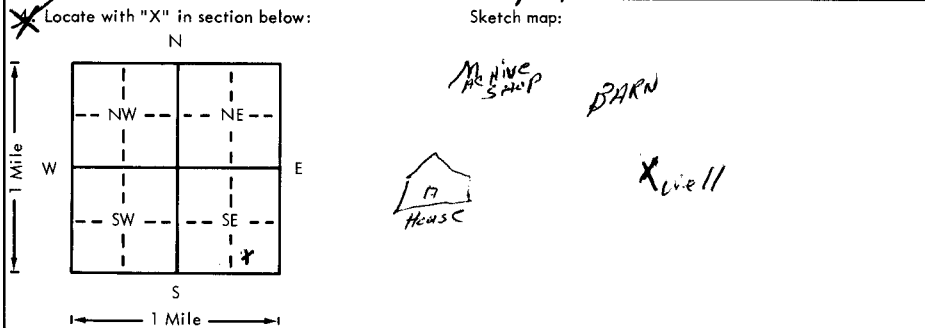 4. Locate with "X" in section below:
Sketch map:
N
NW
NE
W
E
1 Mile
SW
SE
X
S
1 Mile
MACHINE
SHOP
BARN
X well
House